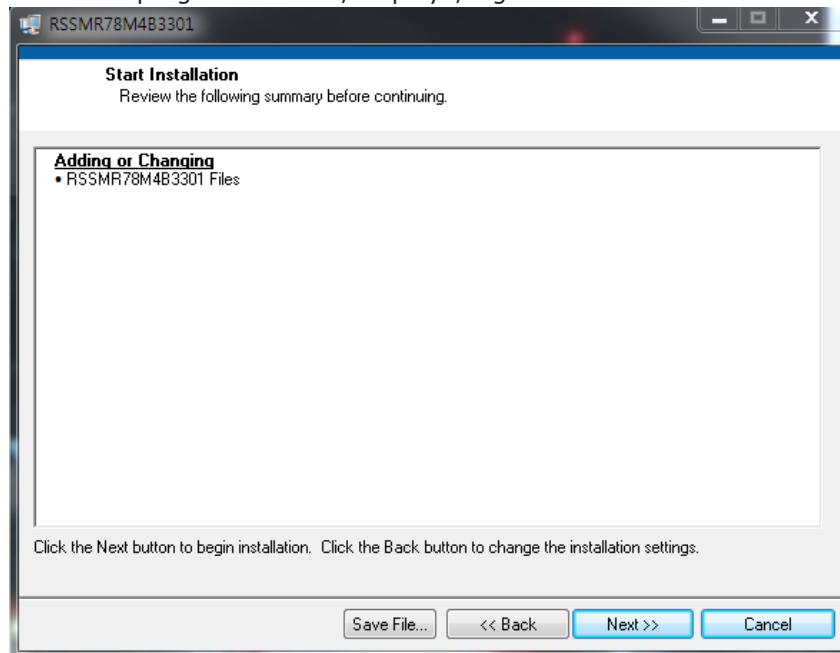 RSSMR78M4B3301
Start Installation
Review the following summary before continuing.
Adding or Changing
• RSSMR78M4B3301 Files
Click the Next button to begin installation. Click the Back button to change the installation settings.
Save File... << Back Next >> Cancel